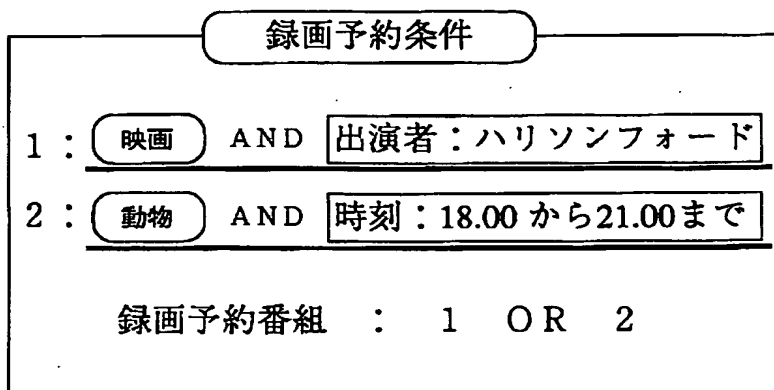 録画予約条件
1：映画 AND 出演者：ハリソンフォード
2：動物 AND 時刻：18.00から21.00まで
録画予約番組 ： 1 OR 2